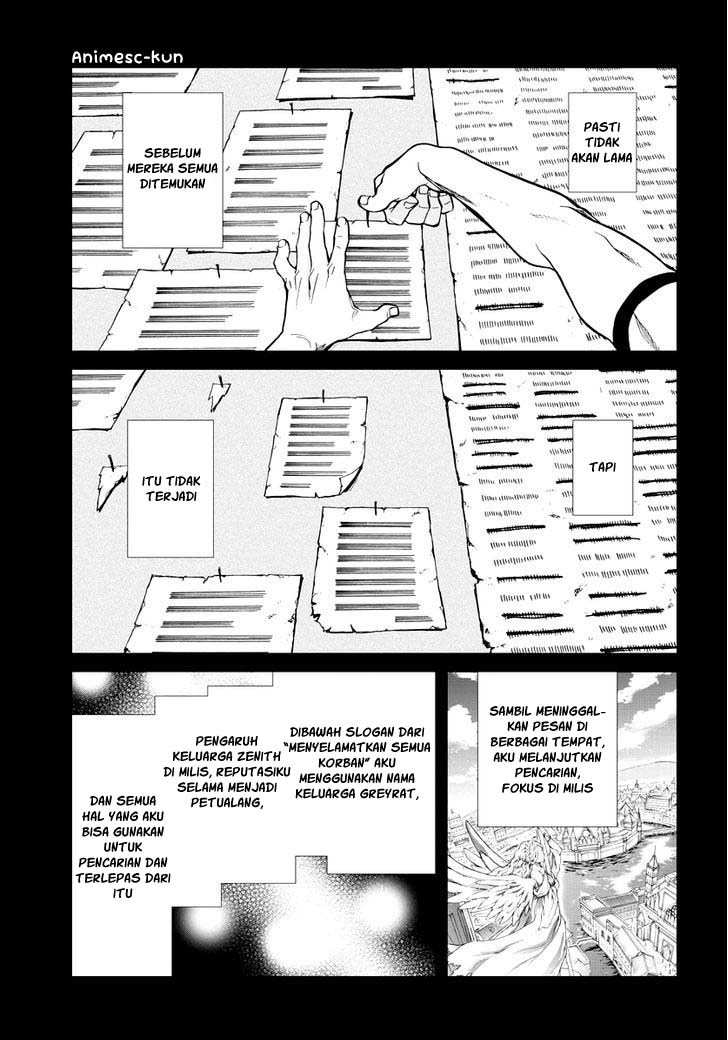 Animesc-kun
PASTI
TIDAK
AKAN LAMA
SEBELUM
MEREKA SEMUA
DITEMUKAN
TAPI
ITU TIDAK
TERJADI
SAMBIL MENINGGAL-
KAN PESAN DI
BERBAGAI TEMPAT,
AKU MELANJUTKAN
PENCARIAN,
FOKUS DI MILIS
DIBAWAH SLOGAN DARI
"MENYELAMATKAN SEMUA
KORBAN" AKU
MENGGUNAKAN NAMA
KELUARGA GREYRAT,
PENGARUH
KELUARGA ZENITH
DI MILIS, REPUTASIKU
SELAMA MENJADI
PETUALANG,
DAN SEMUA
HAL YANG AKU
BISA GUNAKAN
UNTUK
PENCARIAN DAN
TERLEPAS DARI
ITU